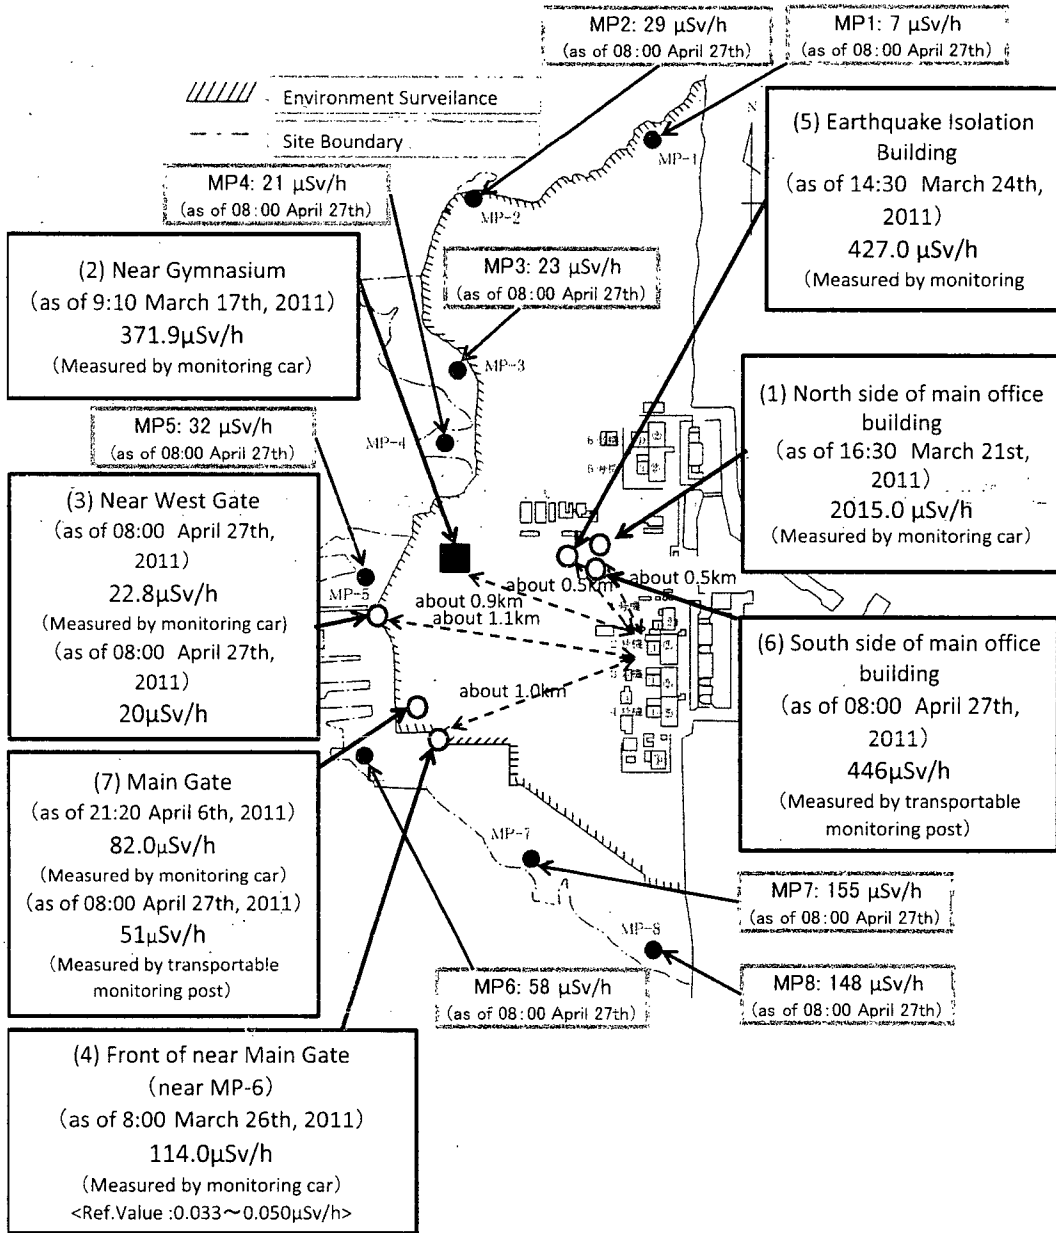 MP2: 29 μSv/h
(as of 08:00 April 27th)
MP1: 7 μSv/h
(as of 08:00 April 27th)
Environment Surveilance
Site Boundary
N
MP-1
MP4: 21 μSv/h
(as of 08:00 April 27th)
MP-2
(5) Earthquake Isolation
Building
(as of 14:30 March 24th,
2011)
427.0 μSv/h
(Measured by monitoring
(2) Near Gymnasium
(as of 9:10 March 17th, 2011)
371.9μSv/h
(Measured by monitoring car)
MP3: 23 μSv/h
(as of 08:00 April 27th)
MP-3
MP5: 32 μSv/h
(as of 08:00 April 27th)
MP-4
(1) North side of main office
building
(as of 16:30 March 21st,
2011)
2015.0 μSv/h
(Measured by monitoring car)
(3) Near West Gate
(as of 08:00 April 27th,
2011)
22.8μSv/h
(Measured by monitoring car)
(as of 08:00 April 27th,
2011)
20μSv/h
MP-5
about 0.5km
about 0.5km
about 0.9km
about 1.1km
about 1.0km
(6) South side of main office
building
(as of 08:00 April 27th,
2011)
446μSv/h
(Measured by transportable
monitoring post)
(7) Main Gate
(as of 21:20 April 6th, 2011)
82.0μSv/h
(Measured by monitoring car)
(as of 08:00 April 27th, 2011)
51μSv/h
(Measured by transportable
monitoring post)
MP-7
MP7: 155 μSv/h
(as of 08:00 April 27th)
MP-8
MP6: 58 μSv/h
(as of 08:00 April 27th)
MP8: 148 μSv/h
(as of 08:00 April 27th)
(4) Front of near Main Gate
(near MP-6)
(as of 8:00 March 26th, 2011)
114.0μSv/h
(Measured by monitoring car)
<Ref.Value :0.033～0.050μSv/h>